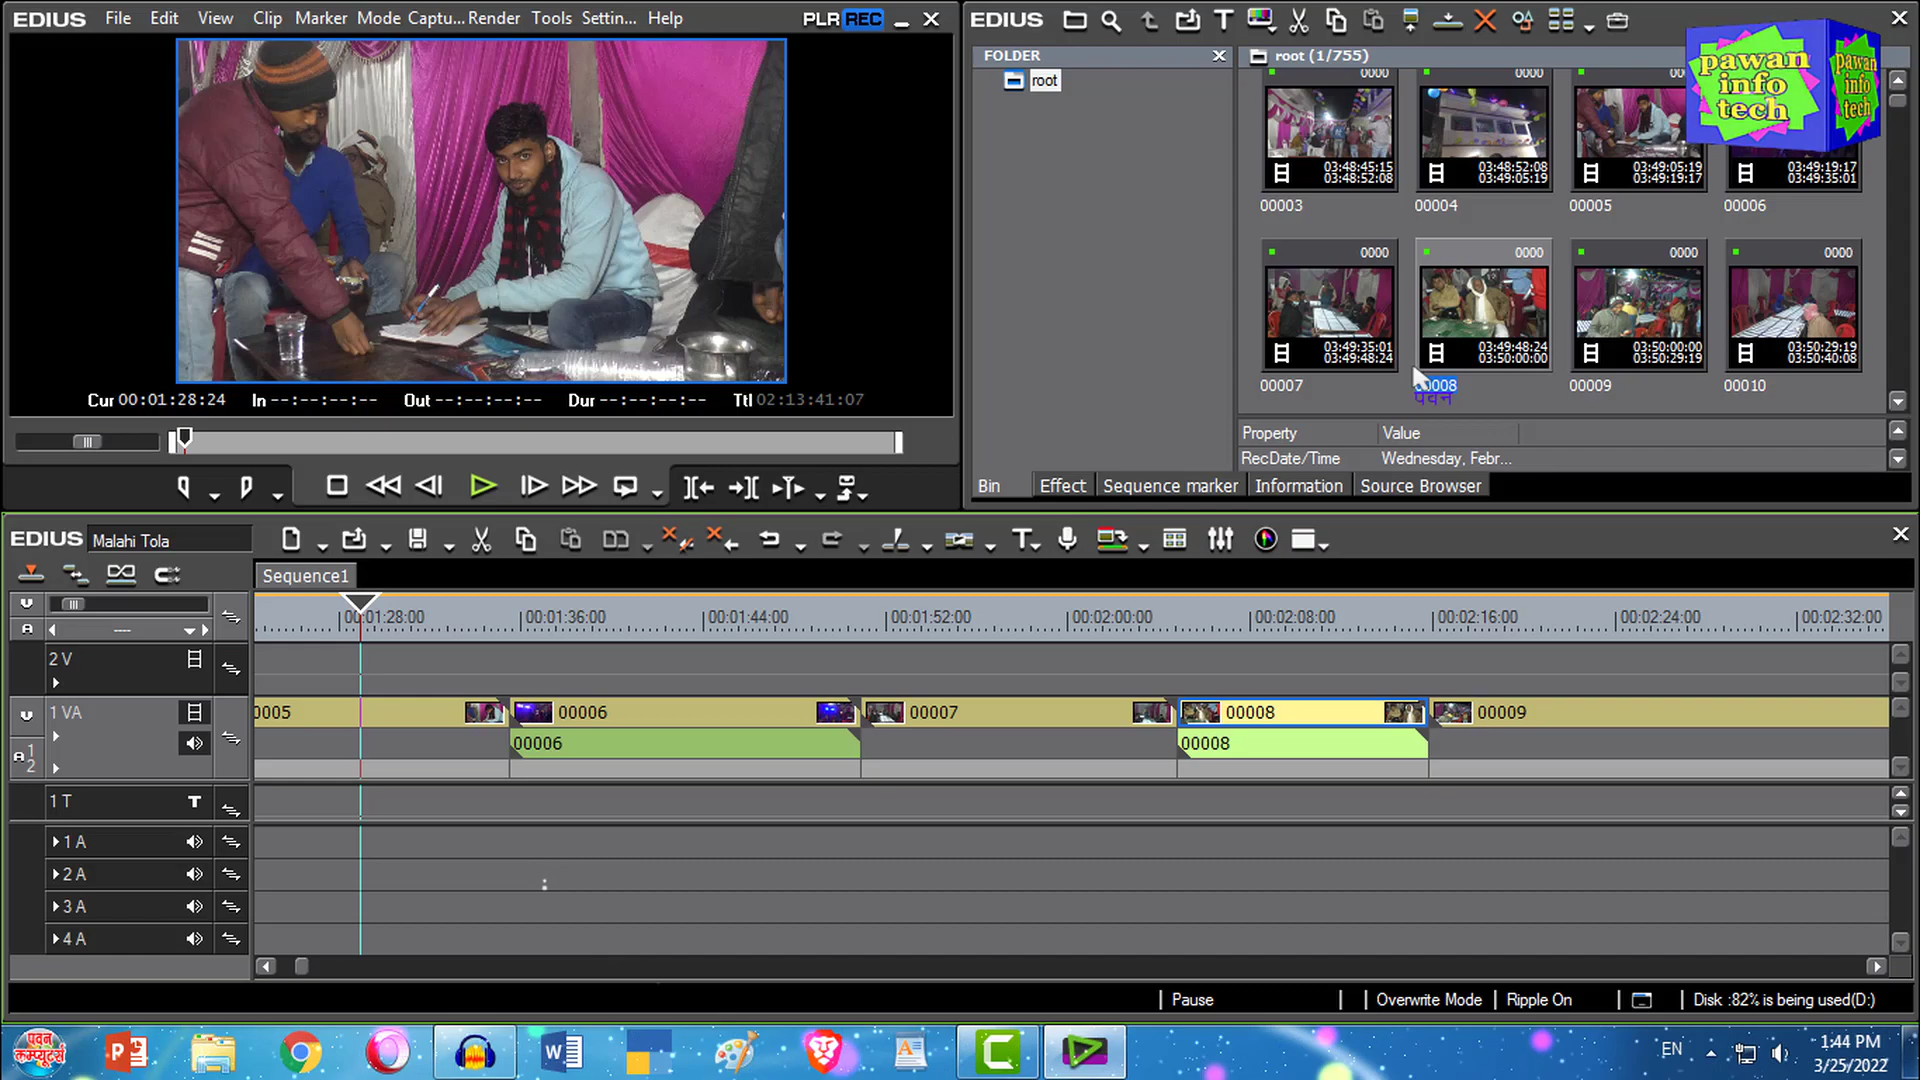 EDIUS File Edit View Clip Marker Mode Captu... Render Tools Settin... Help PLR REC
Cur 00:01:28:24 In --:--:--:-- Out --:--:--:-- Dur --:--:--:-- Ttl 02:13:41:07
EDIUS
FOLDER
root
root (1/755)
pawan
info
tech
pawan
info
tech
0000
03:48:45:15
03:48:52:08
00003
0000
03:48:52:08
03:49:05:19
00004
0000
03:49:05:19
03:49:19:17
00005
03:49:19:17
03:49:35:01
00006
0000
03:49:35:01
03:49:48:24
00007
0000
03:49:48:24
03:50:00:00
00008
पवन
0000
03:50:00:00
03:50:29:19
00009
0000
03:50:29:19
03:50:40:08
00010
Property Value
RecDate/Time Wednesday, Febr...
Bin Effect Sequence marker Information Source Browser
EDIUS Malahi Tola
Sequence1
00:01:28:00 00:01:36:00 00:01:44:00 00:01:52:00 00:02:00:00 00:02:08:00 00:02:16:00 00:02:24:00 00:02:32:00
2 V
1 VA
0005 00006 00007 00008 00009
00006 00008
A 1
2
1 T T
1 A
2 A
3 A
4 A
Pause Overwrite Mode Ripple On Disk :82% is being used(D:)
पवन
कम्प्यूटर्स
EN
1:44 PM
3/25/2022